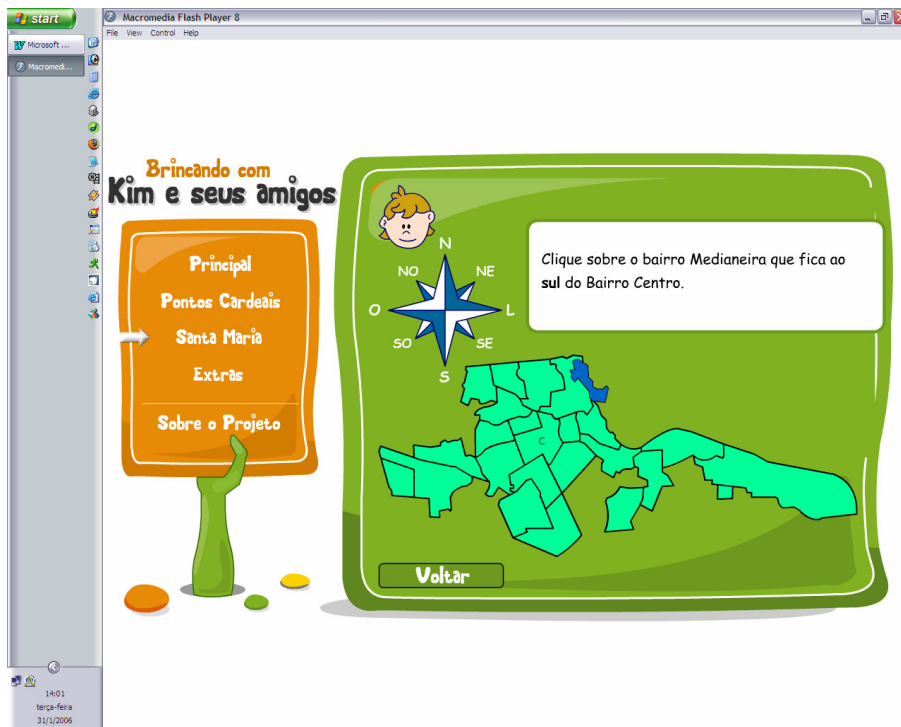 start
Microsoft ...
Macromedi...
Macromedia Flash Player 8
File View Control Help
Brincando com
Kim e seus amigos
Principal
Pontos Cardeais
Santa Maria
Extras
Sobre o Projeto
N
NO
NE
O
L
SO
SE
S
Clique sobre o bairro Medianeira que fica ao
sul do Bairro Centro.
C
Voltar
14:01
terça-feira
31/1/2006